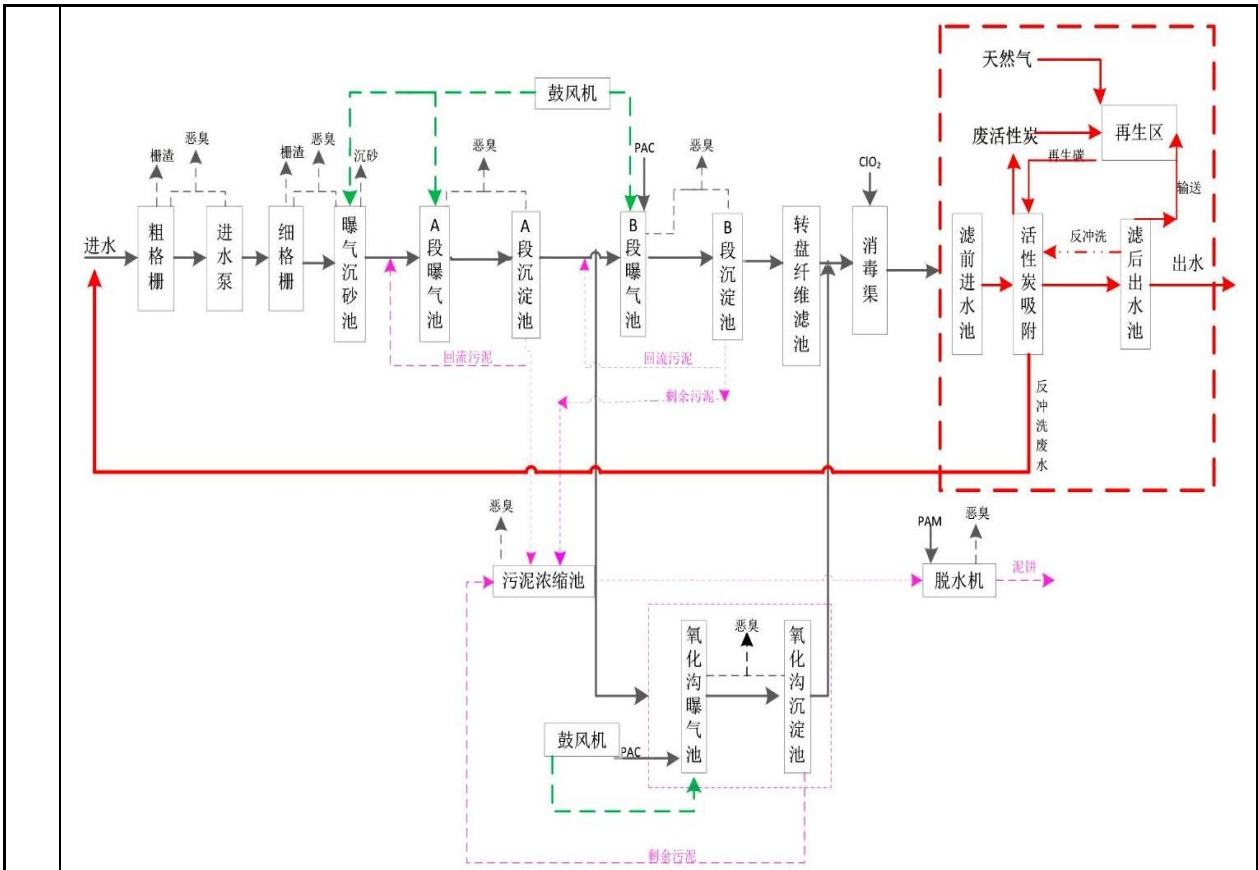 天然气
鼓风机
再生区
废活性炭
再生碳
输送
恶臭
栅渣
恶臭
栅渣
沉砂
恶臭
PAC
恶臭
ClO₂
进水
粗格栅
进水泵
细格栅
曝气沉砂池
A段曝气池
A段沉淀池
B段曝气池
B段沉淀池
转盘纤维滤池
消毒渠
滤前进水池
活性炭吸附
反冲洗
滤后出水池
出水
回流污泥
回流污泥
剩余污泥
反冲洗废水
恶臭
污泥浓缩池
PAM
恶臭
脱水机
泥饼
恶臭
氧化沟曝气池
氧化沟沉淀池
鼓风机
PAC
剩余污泥